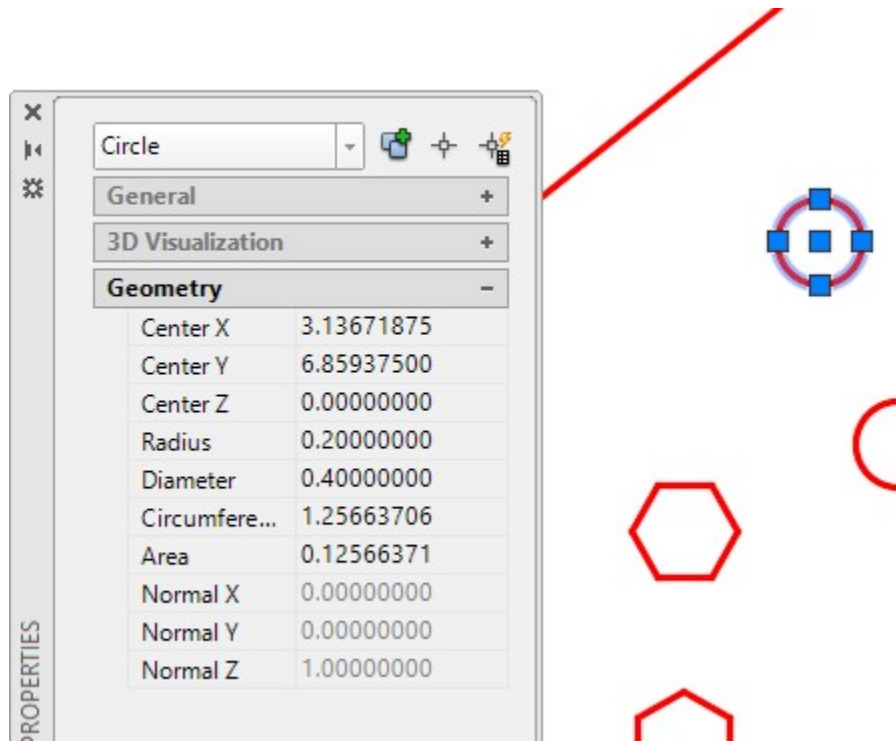 Circle
General
3D Visualization
Geometry
Center X 3.13671875
Center Y 6.85937500
Center Z 0.00000000
Radius 0.20000000
Diameter 0.40000000
Circumfere... 1.25663706
Area 0.12566371
Normal X 0.00000000
Normal Y 0.00000000
Normal Z 1.00000000
PROPERTIES